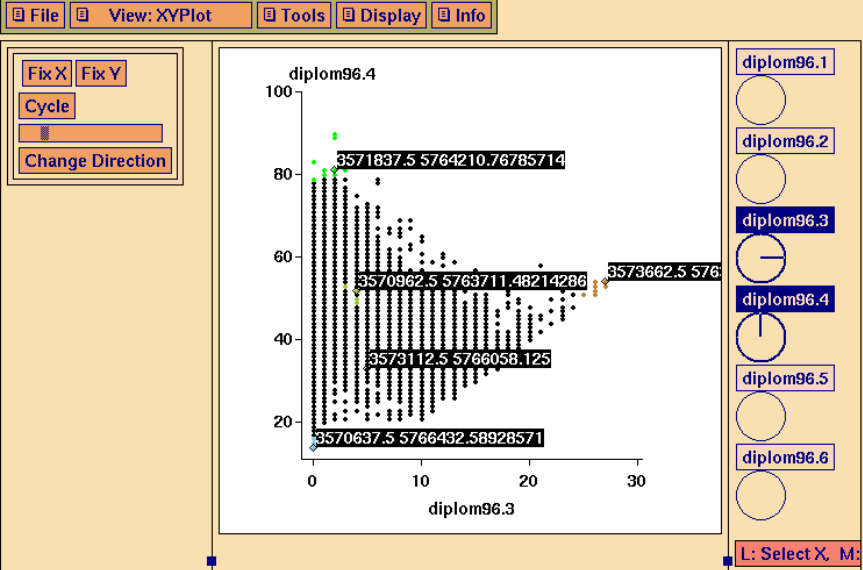 File View: XYPlot Tools Display Info
Fix X Fix Y
Cycle
Change Direction
diplom96.4
100
80
60
40
20
3571837.5 5764210.76785714
3570962.5 5763711.48214286
3573662.5 576
3573112.5 5766058.125
3570637.5 5766432.58928571
0 10 20 30
diplom96.3
diplom96.1
diplom96.2
diplom96.3
diplom96.4
diplom96.5
diplom96.6
L: Select X, M: